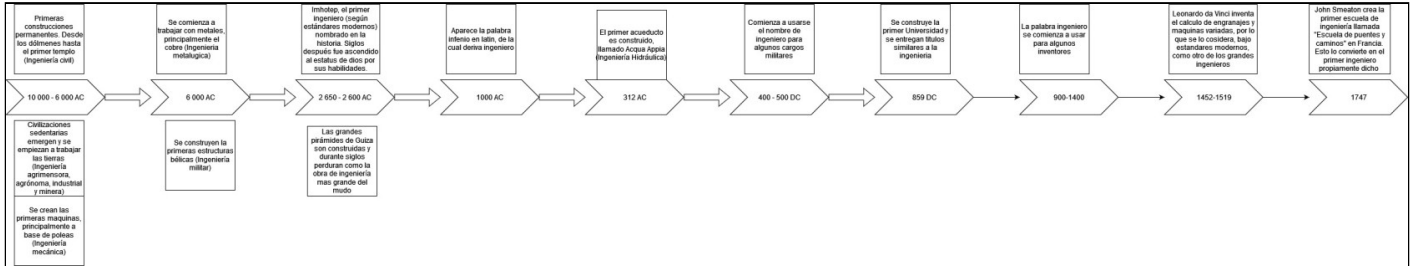 Primeras
construcciones
permanentes. Desde
los dólmenes hasta
el primer templo
(Ingeniería civil)
Se comienza a
trabajar con metales,
principalmente el
cobre (Ingenieria
metalugica)
Imhotep, el primer
ingeniero (según
estándares modernos)
nombrado en la
historia. Siglos
después fue ascendido
al estatus de dios por
sus habilidades.
Aparece la palabra
infenio en latin, de la
cual deriva ingeniero
El primer acueducto
es construido,
llamado Acqua Appia
(Ingeniería Hidráulica)
Comienza a usarse
el nombre de
ingeniero para
algunos cargos
militares
Se construye la
primer Universidad y
se entregan titulos
similares a la
ingenieria
La palabra ingeniero
se comienza a usar
para algunos
inventores
Leonardo da Vinci inventa
el calculo de engranajes y
maquinas variadas, por lo
que se lo cosidera, bajo
estandares modernos,
como otro de los grandes
ingenieros
John Smeaton crea la
primer escuela de
ingeniería llamada
"Escuela de puentes y
caminos" en Francia.
Esto lo convierte en el
primer ingeniero
propiamente dicho
10 000 - 6 000 AC
6 000 AC
2 650 - 2 600 AC
1000 AC
312 AC
400 - 500 DC
859 DC
900-1400
1452-1519
1747
Civilizaciones
sedentarias
emergen y se
empiezan a trabajar
las tierras
(Ingeniería
agrimensora,
agrónoma, industrial
y minera)
Se construyen la
primeras estructuras
bélicas (Ingeniería
militar)
Las grandes
pirámides de Guiza
son construidas y
durante siglos
perduran como la
obra de ingeniería
mas grande del
mudo
Se crean las
primeras maquinas,
principalmente a
base de poleas
(Ingeniería
mecánica)